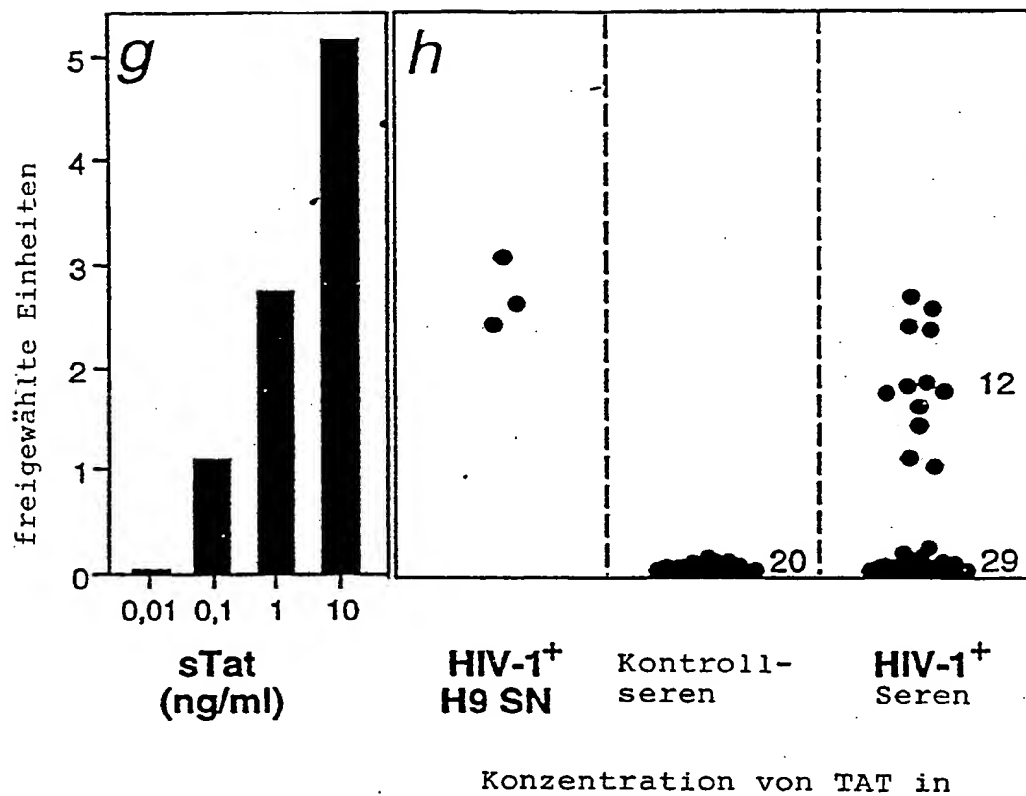 g
h
freigewählte Einheiten
5
4
3
2
1
0
0,01 0,1 1 10
sTat
(ng/ml)
12
20
29
HIV-1+
H9 SN
Kontroll-
seren
HIV-1+
Seren
Konzentration von TAT in